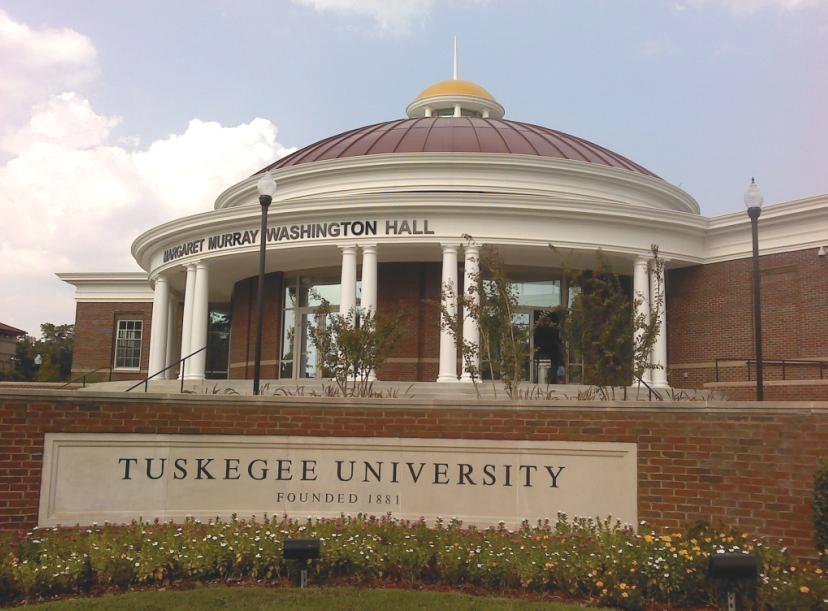 MARGARET MURRAY WASHINGTON HALL
TUSKEGEE UNIVERSITY
FOUNDED 1881